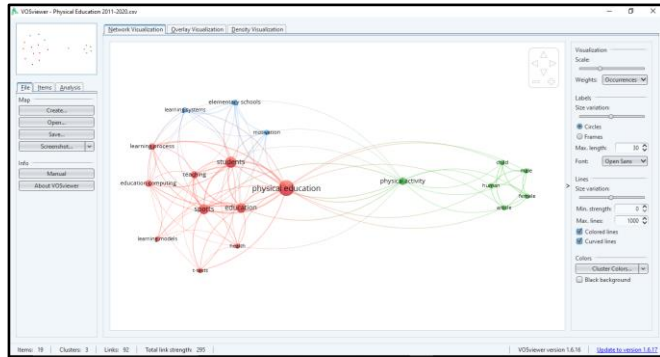 VOSviewer - Physical Education 2011-2020.csv
Network Visualization Overlay Visualization Density Visualization
File Items Analysis
Map
Create...
Open...
Save...
Screenshot...
Info
Manual
About VOSviewer
elementary schools
learning systems
motivation
learning process
students
teaching
education computing
physical education
sports
education
learning models
health
physical activity
child
male
human
female
Visualization
Scale:
Weights: Occurrences
Labels
Size variation:
Circles
Frames
Max. length: 30
Font: Open Sans
Lines
Size variation:
Min. strength: 0
Max. lines: 1000
Colored lines
Curved lines
Colors
Cluster Colors...
Black background
Items: 19 Clusters: 3 Links: 92 Total link strength: 295
VOSviewer version 1.6.16 Update to version 1.6.17